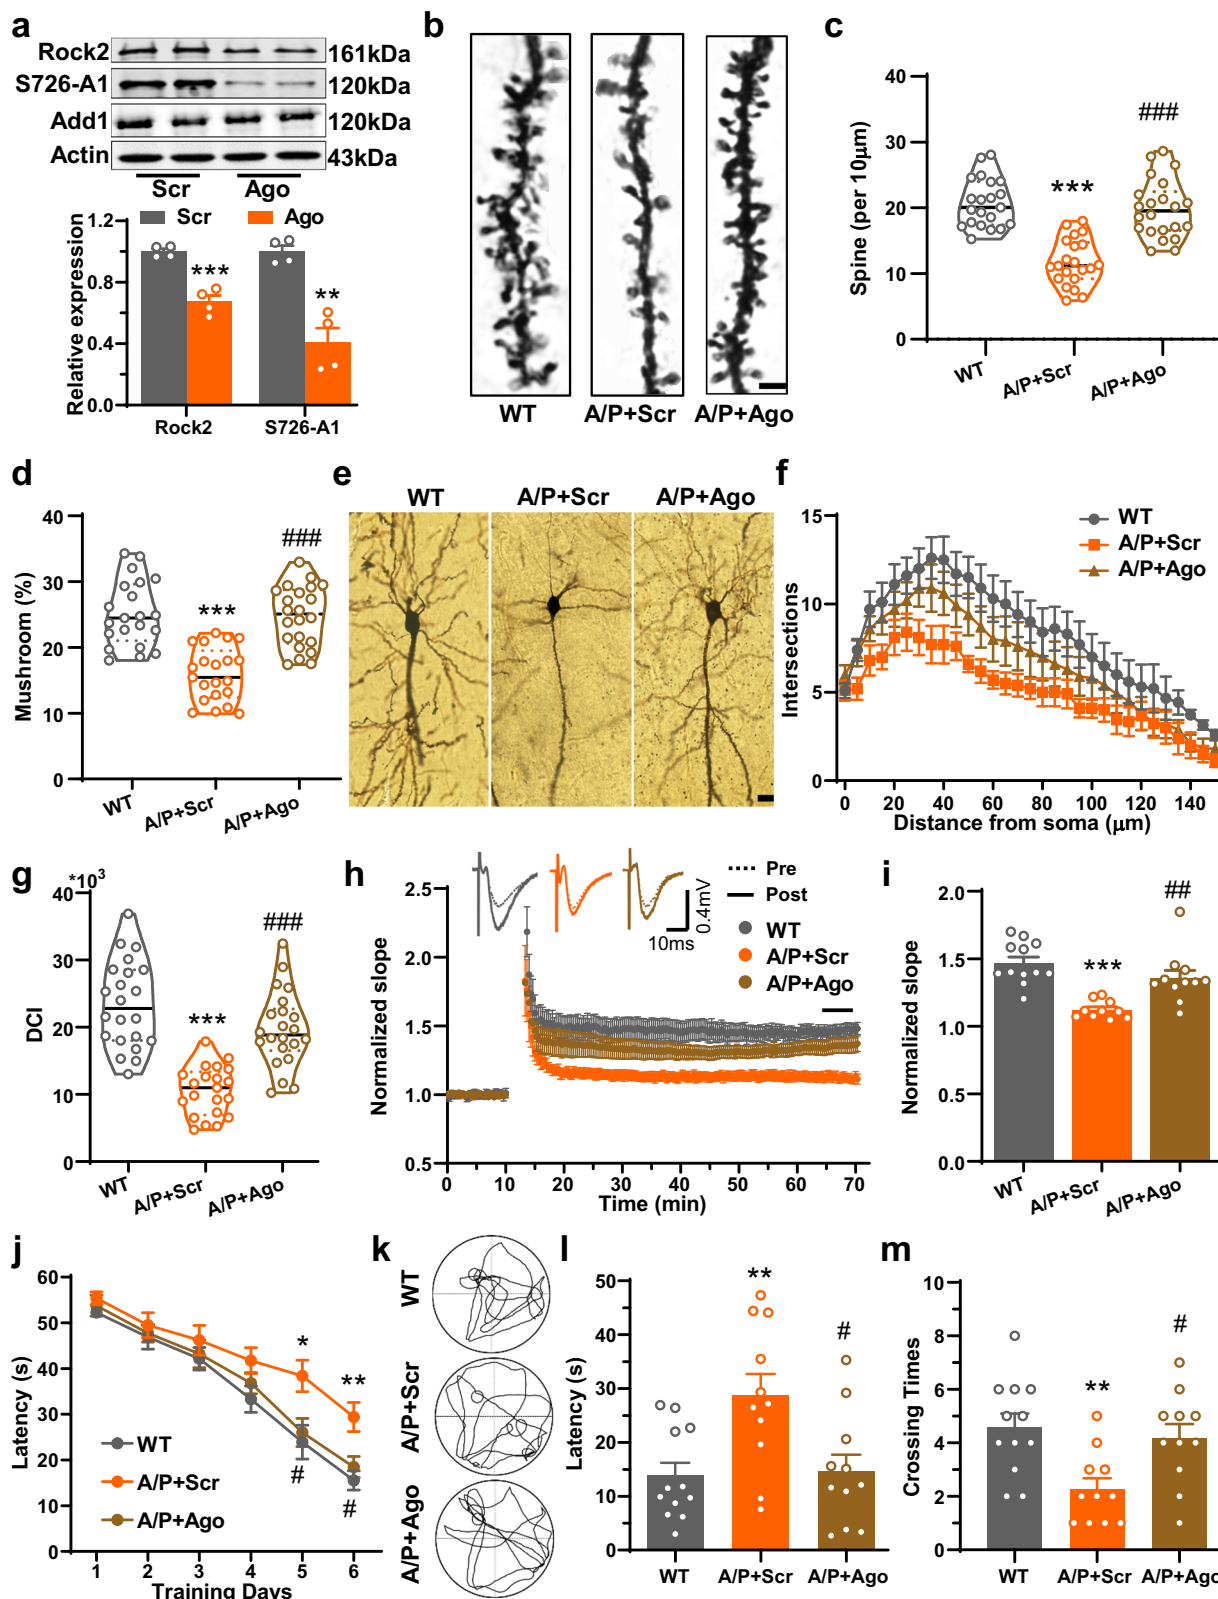 a
Rock2
161kDa
S726-A1
120kDa
Add1
120kDa
Actin
43kDa
Scr
Ago
Scr
Ago
Relative expression
1.2
0.8
0.4
0.0
***
**
Rock2
S726-A1
b
WT
A/P+Scr
A/P+Ago
c
Spine (per 10μm)
40
30
20
10
0
***
###
WT
A/P+Scr
A/P+Ago
d
Mushroom (%)
40
30
20
10
0
***
###
WT
A/P+Scr
A/P+Ago
e
WT
A/P+Scr
A/P+Ago
f
Intersections
15
10
5
0
WT
A/P+Scr
A/P+Ago
0 20 40 60 80 100 120 140
Distance from soma (μm)
g
*10³
DCI
40
30
20
10
0
***
###
WT
A/P+Scr
A/P+Ago
h
Normalized slope
2.5
2.0
1.5
1.0
0.5
Pre
Post
0.4mV
10ms
WT
A/P+Scr
A/P+Ago
0 10 20 30 40 50 60 70
Time (min)
i
Normalized slope
2.0
1.5
1.0
0.5
0.0
***
##
WT
A/P+Scr
A/P+Ago
j
Latency (s)
60
50
40
30
20
10
0
*
**
#
#
WT
A/P+Scr
A/P+Ago
1 2 3 4 5 6
Training Days
k
WT
A/P+Scr
A/P+Ago
l
Latency (s)
50
40
30
20
10
0
**
#
WT
A/P+Scr
A/P+Ago
m
Crossing Times
10
8
6
4
2
0
**
#
WT
A/P+Scr
A/P+Ago